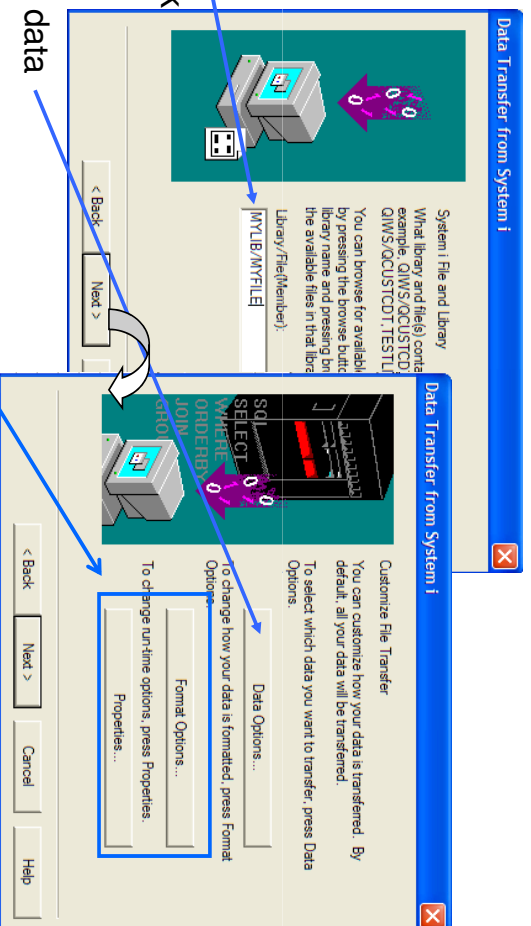 data
Data Transfer from System i
System i File and Library
What library and file(s) conta
example, QIWS/QCUSTCD
QIWS/QCUSTCDT,TESTLI
You can browse for availabl
by pressing the browse butto
library name and pressing br
the available files in that libra
Library/File(Member):
MYLIB/MYFILE
< Back
Next >
Data Transfer from System i
SQL
SELECT
WHERE
ORDERBY
JOIN
GROU
Customize File Transfer
You can customize how your data is transferred. By
default, all your data will be transferred.
To select which data you want to transfer, press Data
Options.
Data Options...
To change how your data is formatted, press Format
Options.
Format Options...
To change run-time options, press Properties.
Properties...
< Back
Next >
Cancel
Help